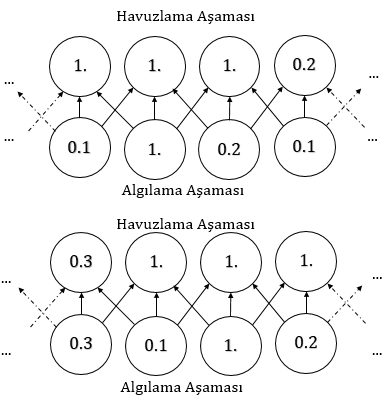 Havuzlama Aşaması
1. 1. 1. 0.2
... ...
... ...
0.1 1. 0.2 0.1
Algılama Aşaması
Havuzlama Aşaması
0.3 1. 1. 1.
... ...
0.3 0.1 1. 0.2
... ...
Algılama Aşaması